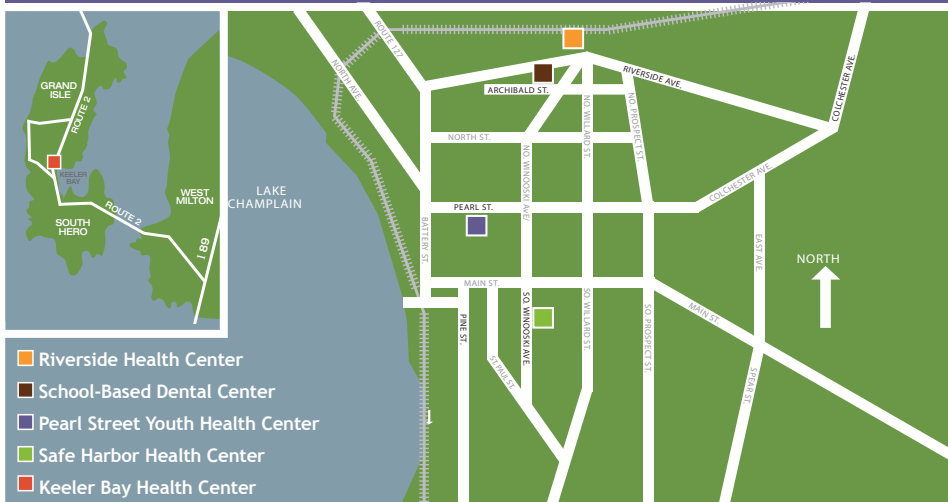 GRAND
ISLE
ROUTE 2
KEELER
BAY
SOUTH
HERO
ROUTE 2
WEST
MILTON
I 89
LAKE
CHAMPLAIN
ROUTE 127
NORTH AVE.
ARCHIBALD ST.
RIVERSIDE AVE.
COLCHESTER AVE.
NORTH ST.
NO. WILLARD ST.
NO. PROSPECT ST.
NO. WINOOSKI AVE/
COLCHESTER AVE.
PEARL ST.
BATTERY ST.
EAST AVE.
NORTH
MAIN ST.
MAIN ST.
PINE ST.
ST PAUL ST.
SO. WINOOSKI AVE.
SO. WILLARD ST.
SO. PROSPECT ST.
SPEAR ST.
Riverside Health Center
School-Based Dental Center
Pearl Street Youth Health Center
Safe Harbor Health Center
Keeler Bay Health Center